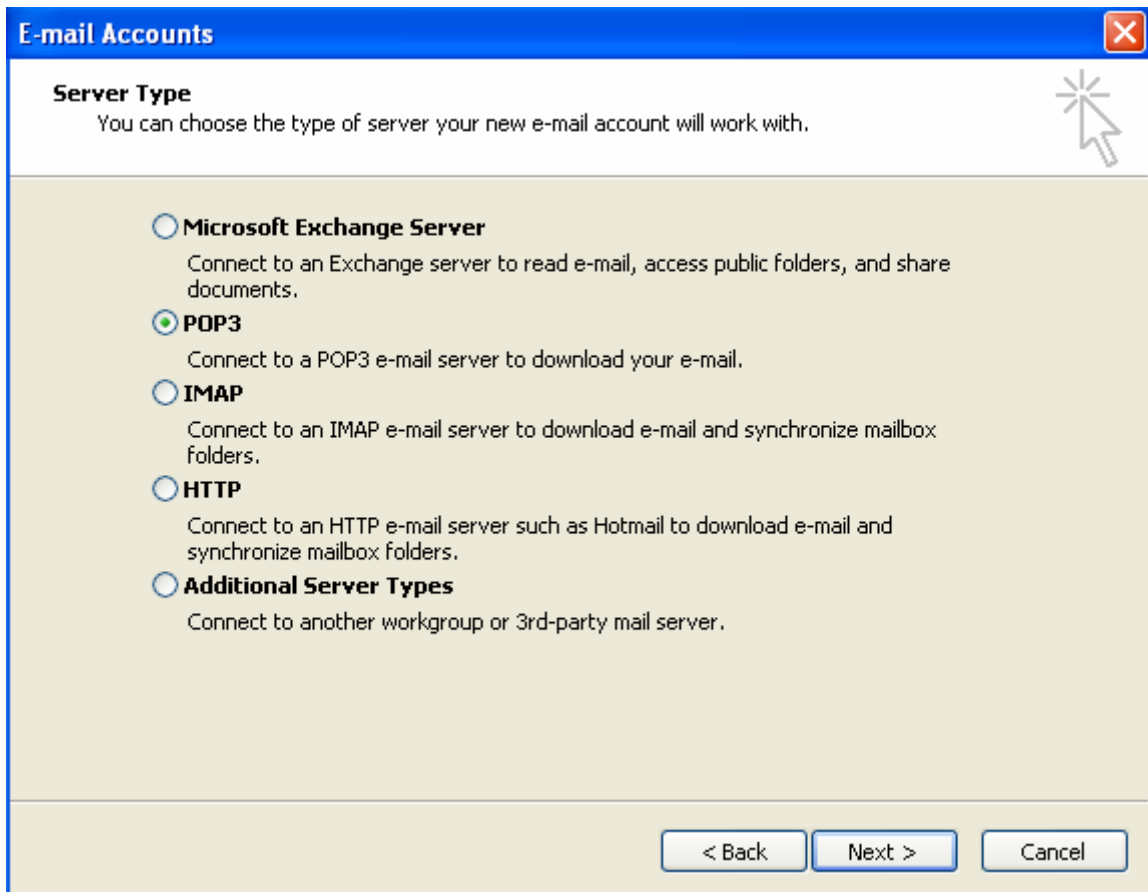 E-mail Accounts
Server Type
You can choose the type of server your new e-mail account will work with.
Microsoft Exchange Server
Connect to an Exchange server to read e-mail, access public folders, and share
documents.
POP3
Connect to a POP3 e-mail server to download your e-mail.
IMAP
Connect to an IMAP e-mail server to download e-mail and synchronize mailbox
folders.
HTTP
Connect to an HTTP e-mail server such as Hotmail to download e-mail and
synchronize mailbox folders.
Additional Server Types
Connect to another workgroup or 3rd-party mail server.
< Back Next > Cancel